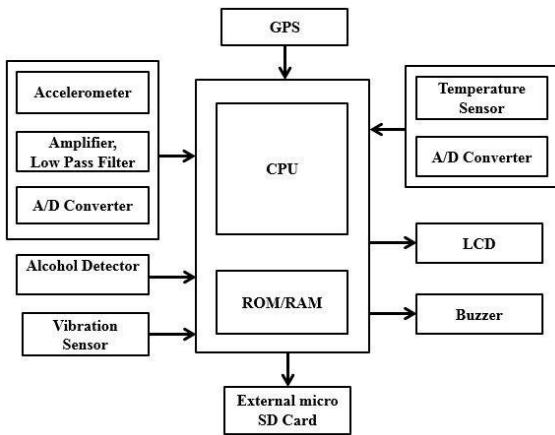 GPS
Accelerometer
Amplifier,
Low Pass Filter
A/D Converter
Alcohol Detector
Vibration
Sensor
CPU
ROM/RAM
Temperature
Sensor
A/D Converter
LCD
Buzzer
External micro
SD Card